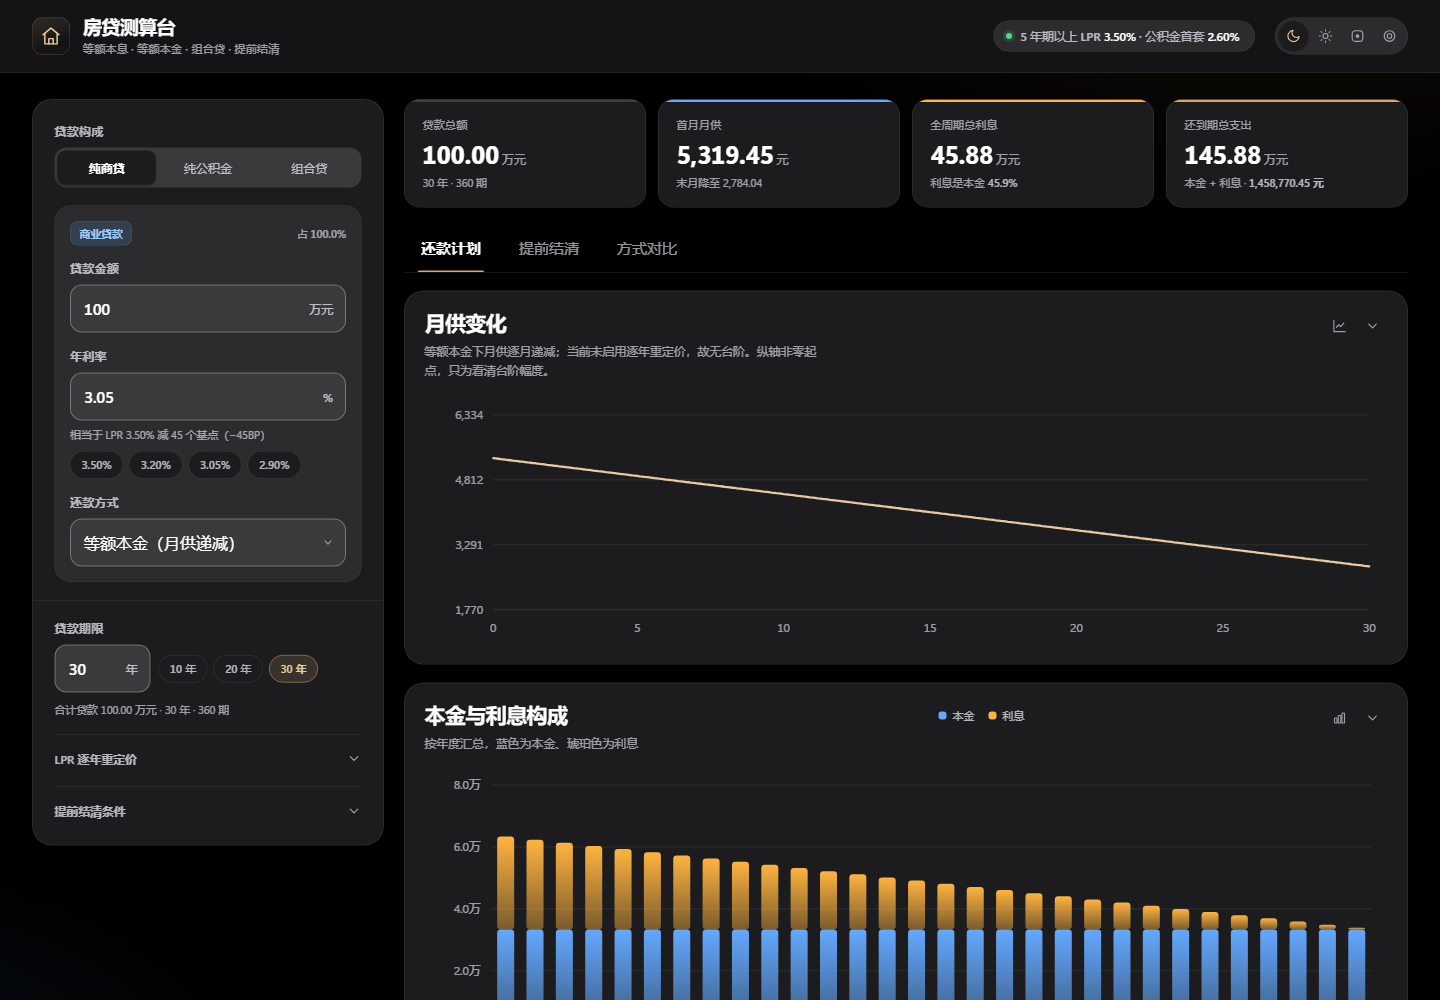 房贷测算台
等额本息 · 等额本金 · 组合贷 · 提前结清
5 年期以上 LPR 3.50% · 公积金首套 2.60%
贷款构成
纯商贷
纯公积金
组合贷
商业贷款
占 100.0%
贷款金额
100
万元
年利率
3.05
%
相当于 LPR 3.50% 减 45 个基点（−45BP）
3.50%
3.20%
3.05%
2.90%
还款方式
等额本金（月供递减）
贷款期限
30
年
10 年
20 年
30 年
合计贷款 100.00 万元 · 30 年 · 360 期
LPR 逐年重定价
提前结清条件
贷款总额
100.00 万元
30 年 · 360 期
首月月供
5,319.45 元
末月降至 2,784.04
全周期总利息
45.88 万元
利息是本金 45.9%
还到期总支出
145.88 万元
本金 + 利息 · 1,458,770.45 元
还款计划
提前结清
方式对比
月供变化
等额本金下月供逐月递减；当前未启用逐年重定价，故无台阶。纵轴非零起
点，只为看清台阶幅度。
6,334
4,812
3,291
1,770
0
5
10
15
20
25
30
本金与利息构成
本金
利息
按年度汇总，蓝色为本金、琥珀色为利息
8.0万
6.0万
4.0万
2.0万